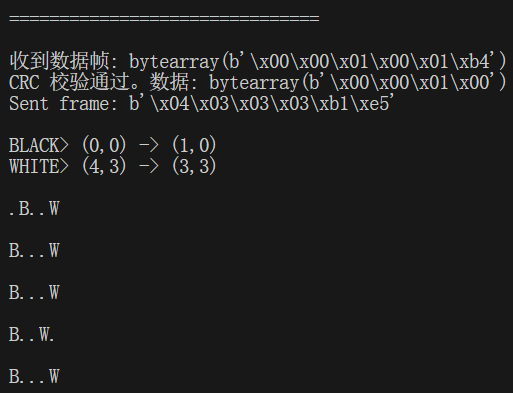 ===============================
收到数据帧: bytearray(b'\x00\x00\x01\x00\x01\xb4')
CRC 校验通过。数据: bytearray(b'\x00\x00\x01\x00')
Sent frame: b'\x04\x03\x03\x03\xb1\xe5'
BLACK> (0,0) -> (1,0)
WHITE> (4,3) -> (3,3)
.B..W
B...W
B...W
B..W.
B...W